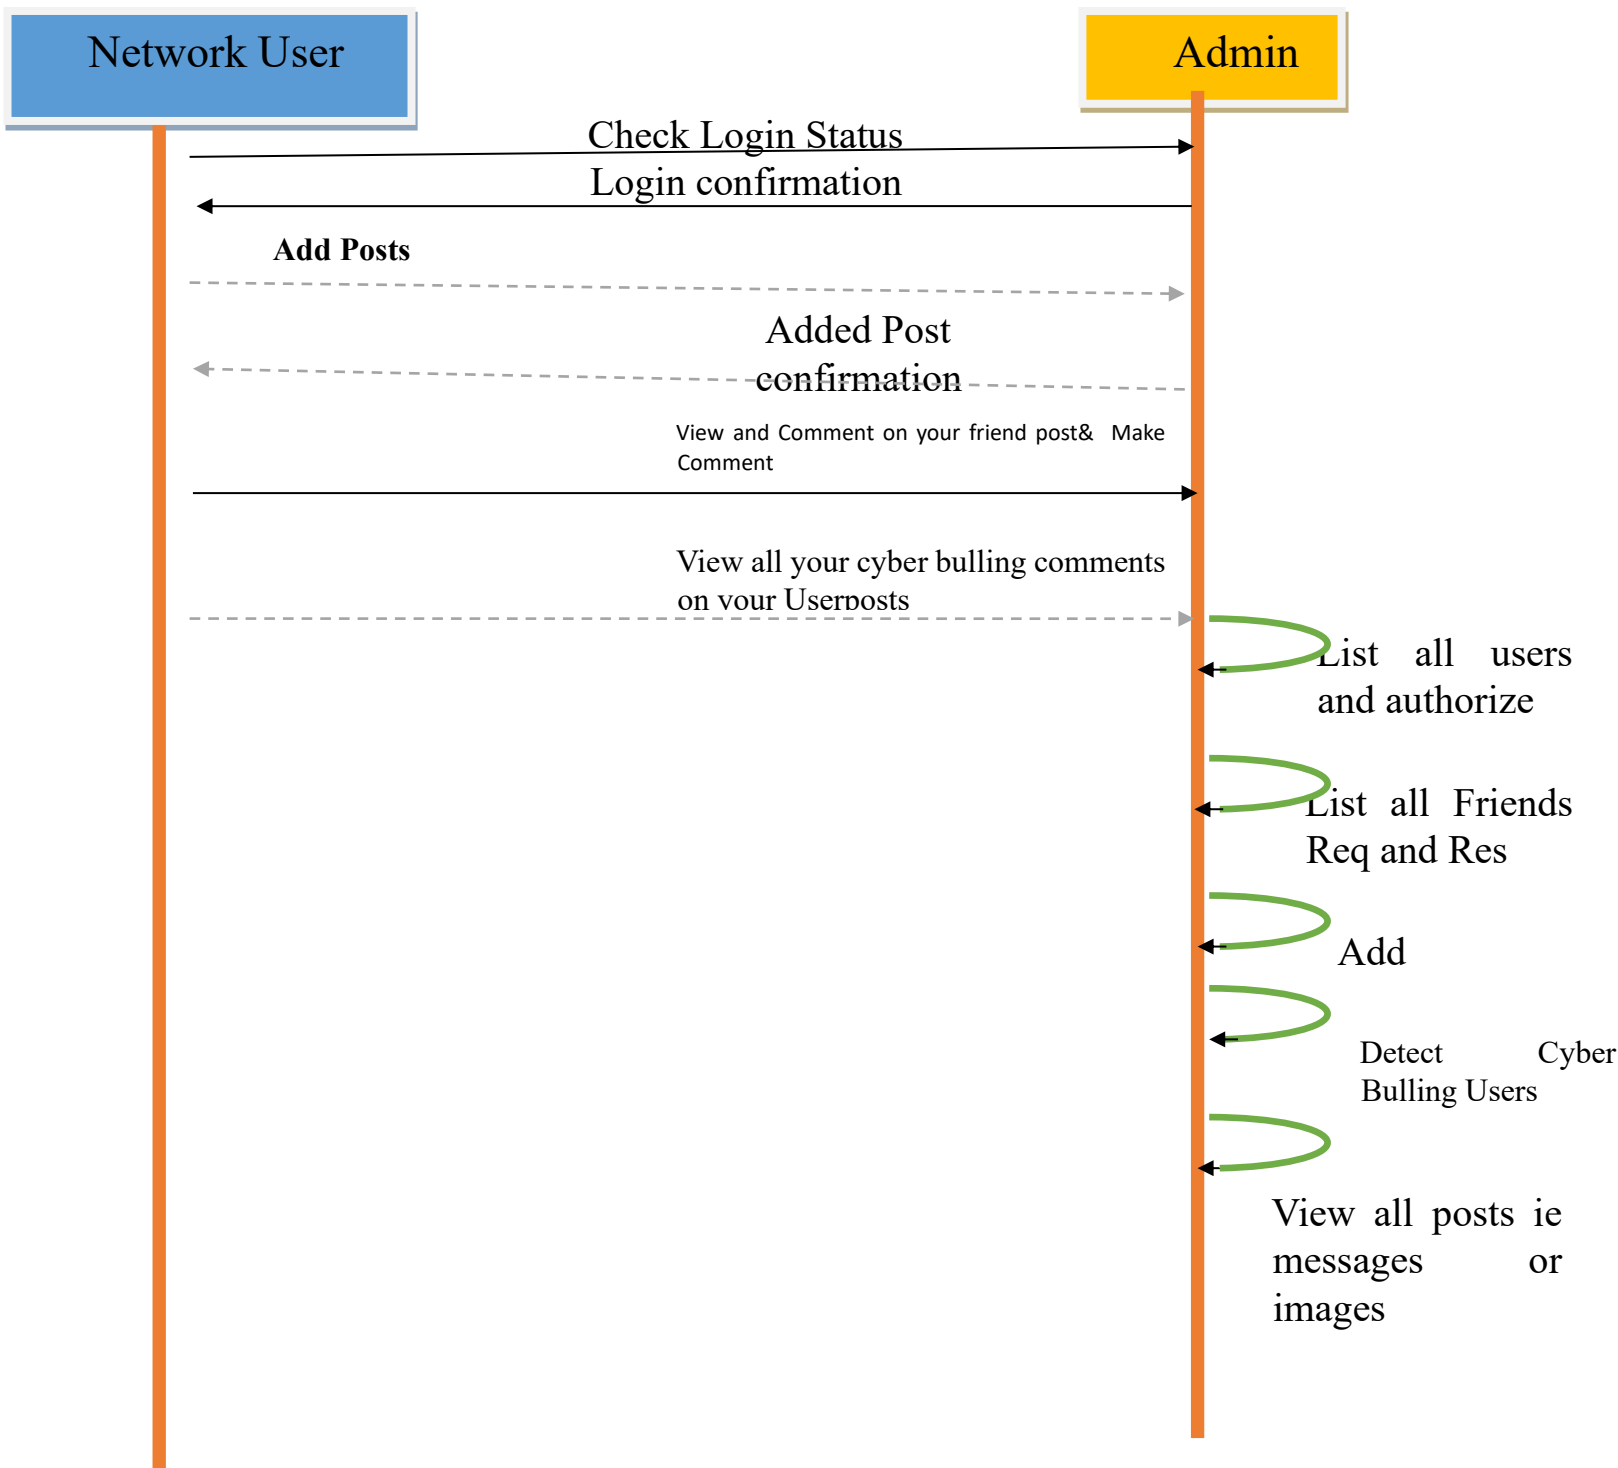 Network User
Admin
Check Login Status
Login confirmation
Add Posts
Added Post
confirmation
View and Comment on your friend post& Make
Comment
View all your cyber bulling comments
on your Userposts
List all users
and authorize
List all Friends
Req and Res
Add
Detect Cyber
Bulling Users
View all posts ie
messages or
images